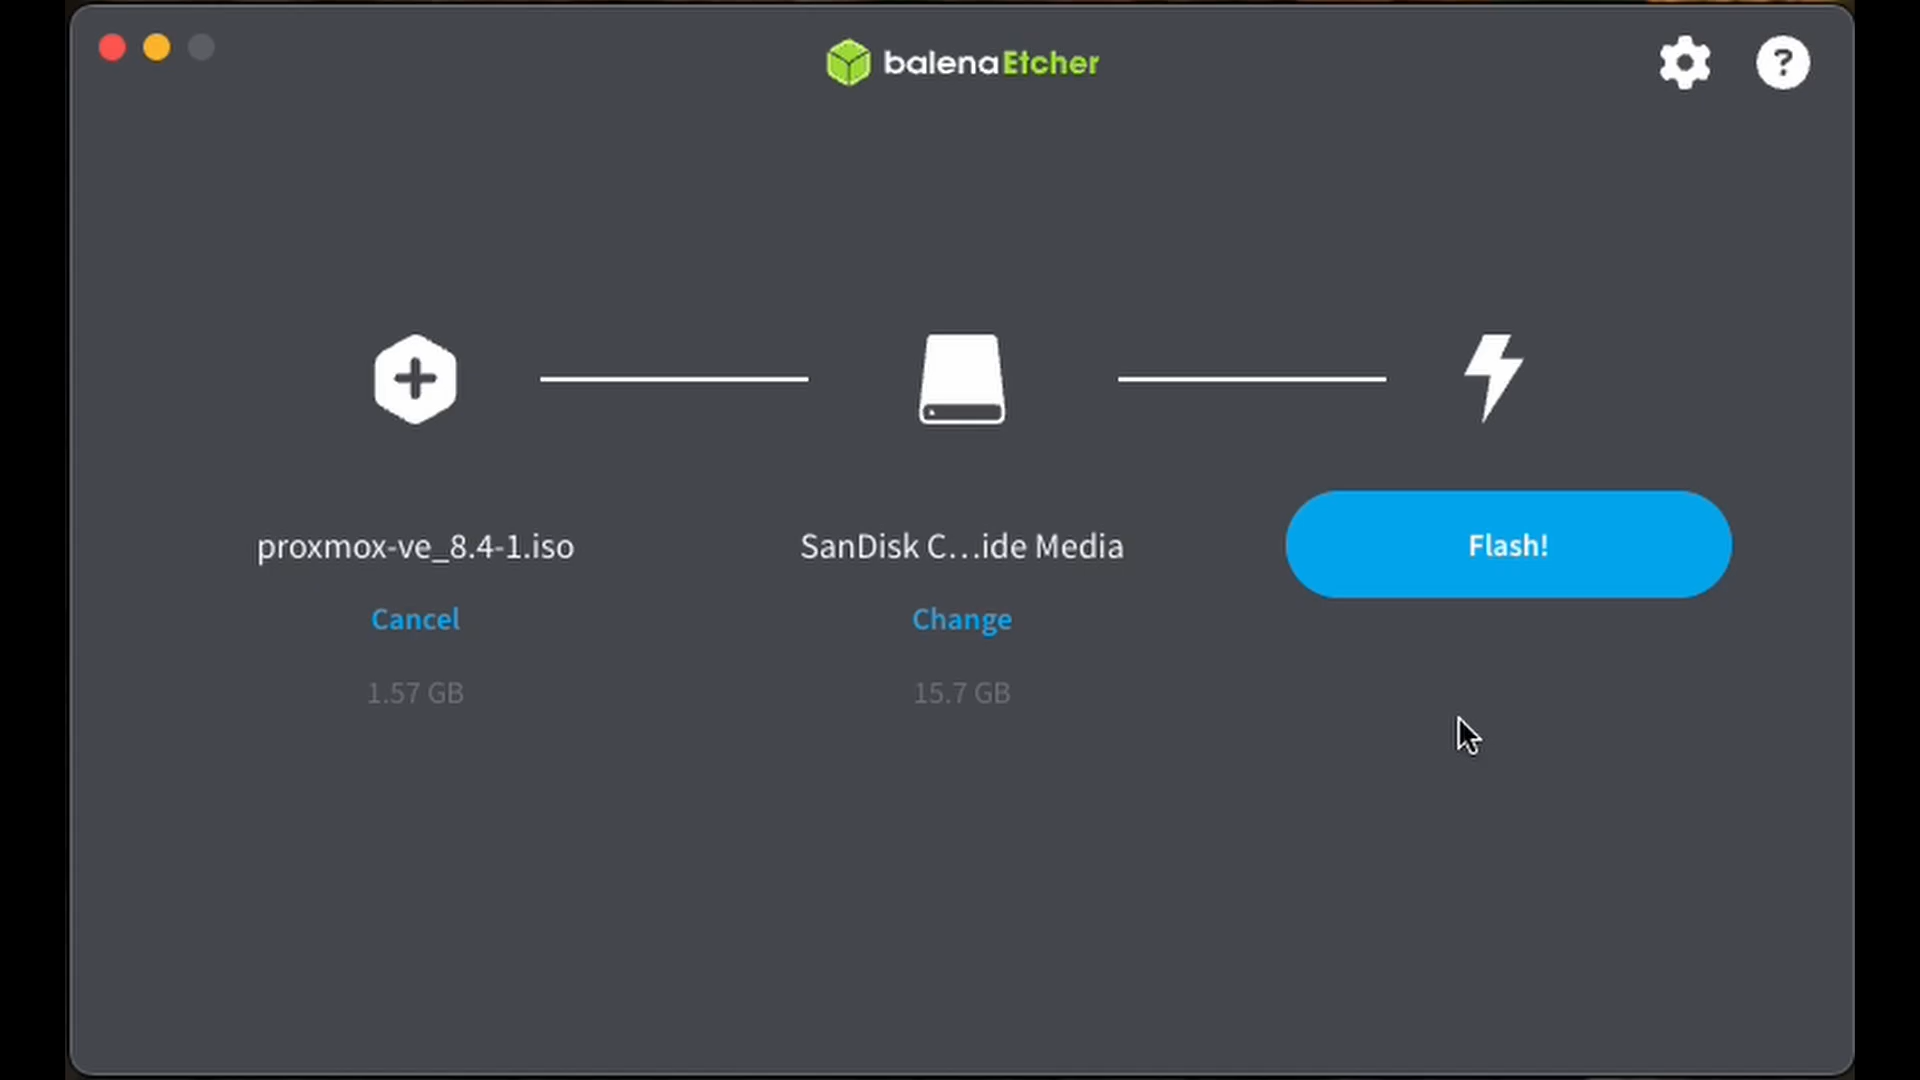 balenaEtcher
?
proxmox-ve_8.4-1.iso
SanDisk C...ide Media
Flash!
Cancel
Change
1.57 GB
15.7 GB